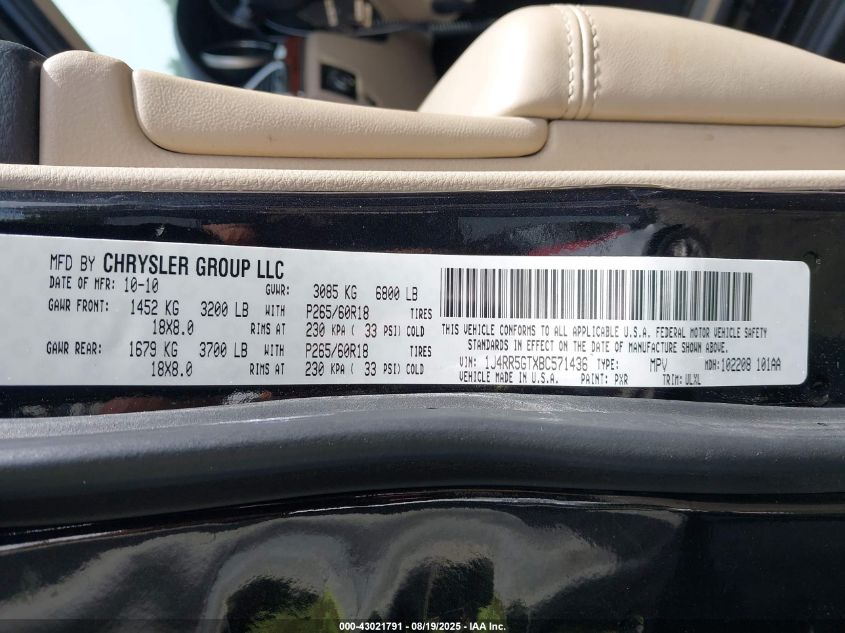 MFD BY CHRYSLER GROUP LLC
DATE OF MFR: 10-10 GVWR: 3085 KG 6800 LB
GAWR FRONT: 1452 KG 3200 LB WITH P265/60R18 TIRES
18X8.0 RIMS AT 230 KPA ( 33 PSI) COLD
GAWR REAR: 1679 KG 3700 LB WITH P265/60R18 TIRES
18X8.0 RIMS AT 230 KPA ( 33 PSI) COLD
THIS VEHICLE CONFORMS TO ALL APPLICABLE U.S.A. FEDERAL MOTOR VEHICLE SAFETY
STANDARDS IN EFFECT ON THE DATE OF MANUFACTURE SHOWN ABOVE.
VIN: 1J4RR5GTXBC571436 TYPE: MPV MDH: 102208 101AA
VEHICLE MADE IN U.S.A. PAINT: PXR TRIM: ULXL
000-43021791 - 08/19/2025 - IAA Inc.